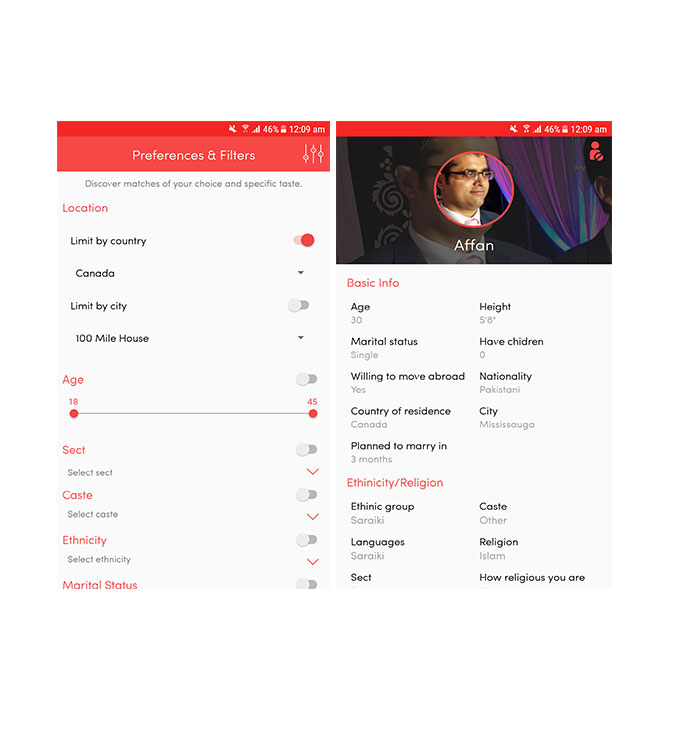 46% 12:09 am
Preferences & Filters
Discover matches of your choice and specific taste.
Location
Limit by country
Canada
Limit by city
100 Mile House
Age
18 45
Sect
Select sect
Caste
Select caste
Ethnicity
Select ethnicity
Marital Status
46% 12:09 am
Affan
Basic Info
Age Height
30 5'8"
Marital status Have chidren
Single 0
Willing to move abroad Nationality
Yes Pakistani
Country of residence City
Canada Mississauga
Planned to marry in
3 months
Ethinicity/Religion
Ethinic group Caste
Saraiki Other
Languages Religion
Saraiki Islam
Sect How religious you are